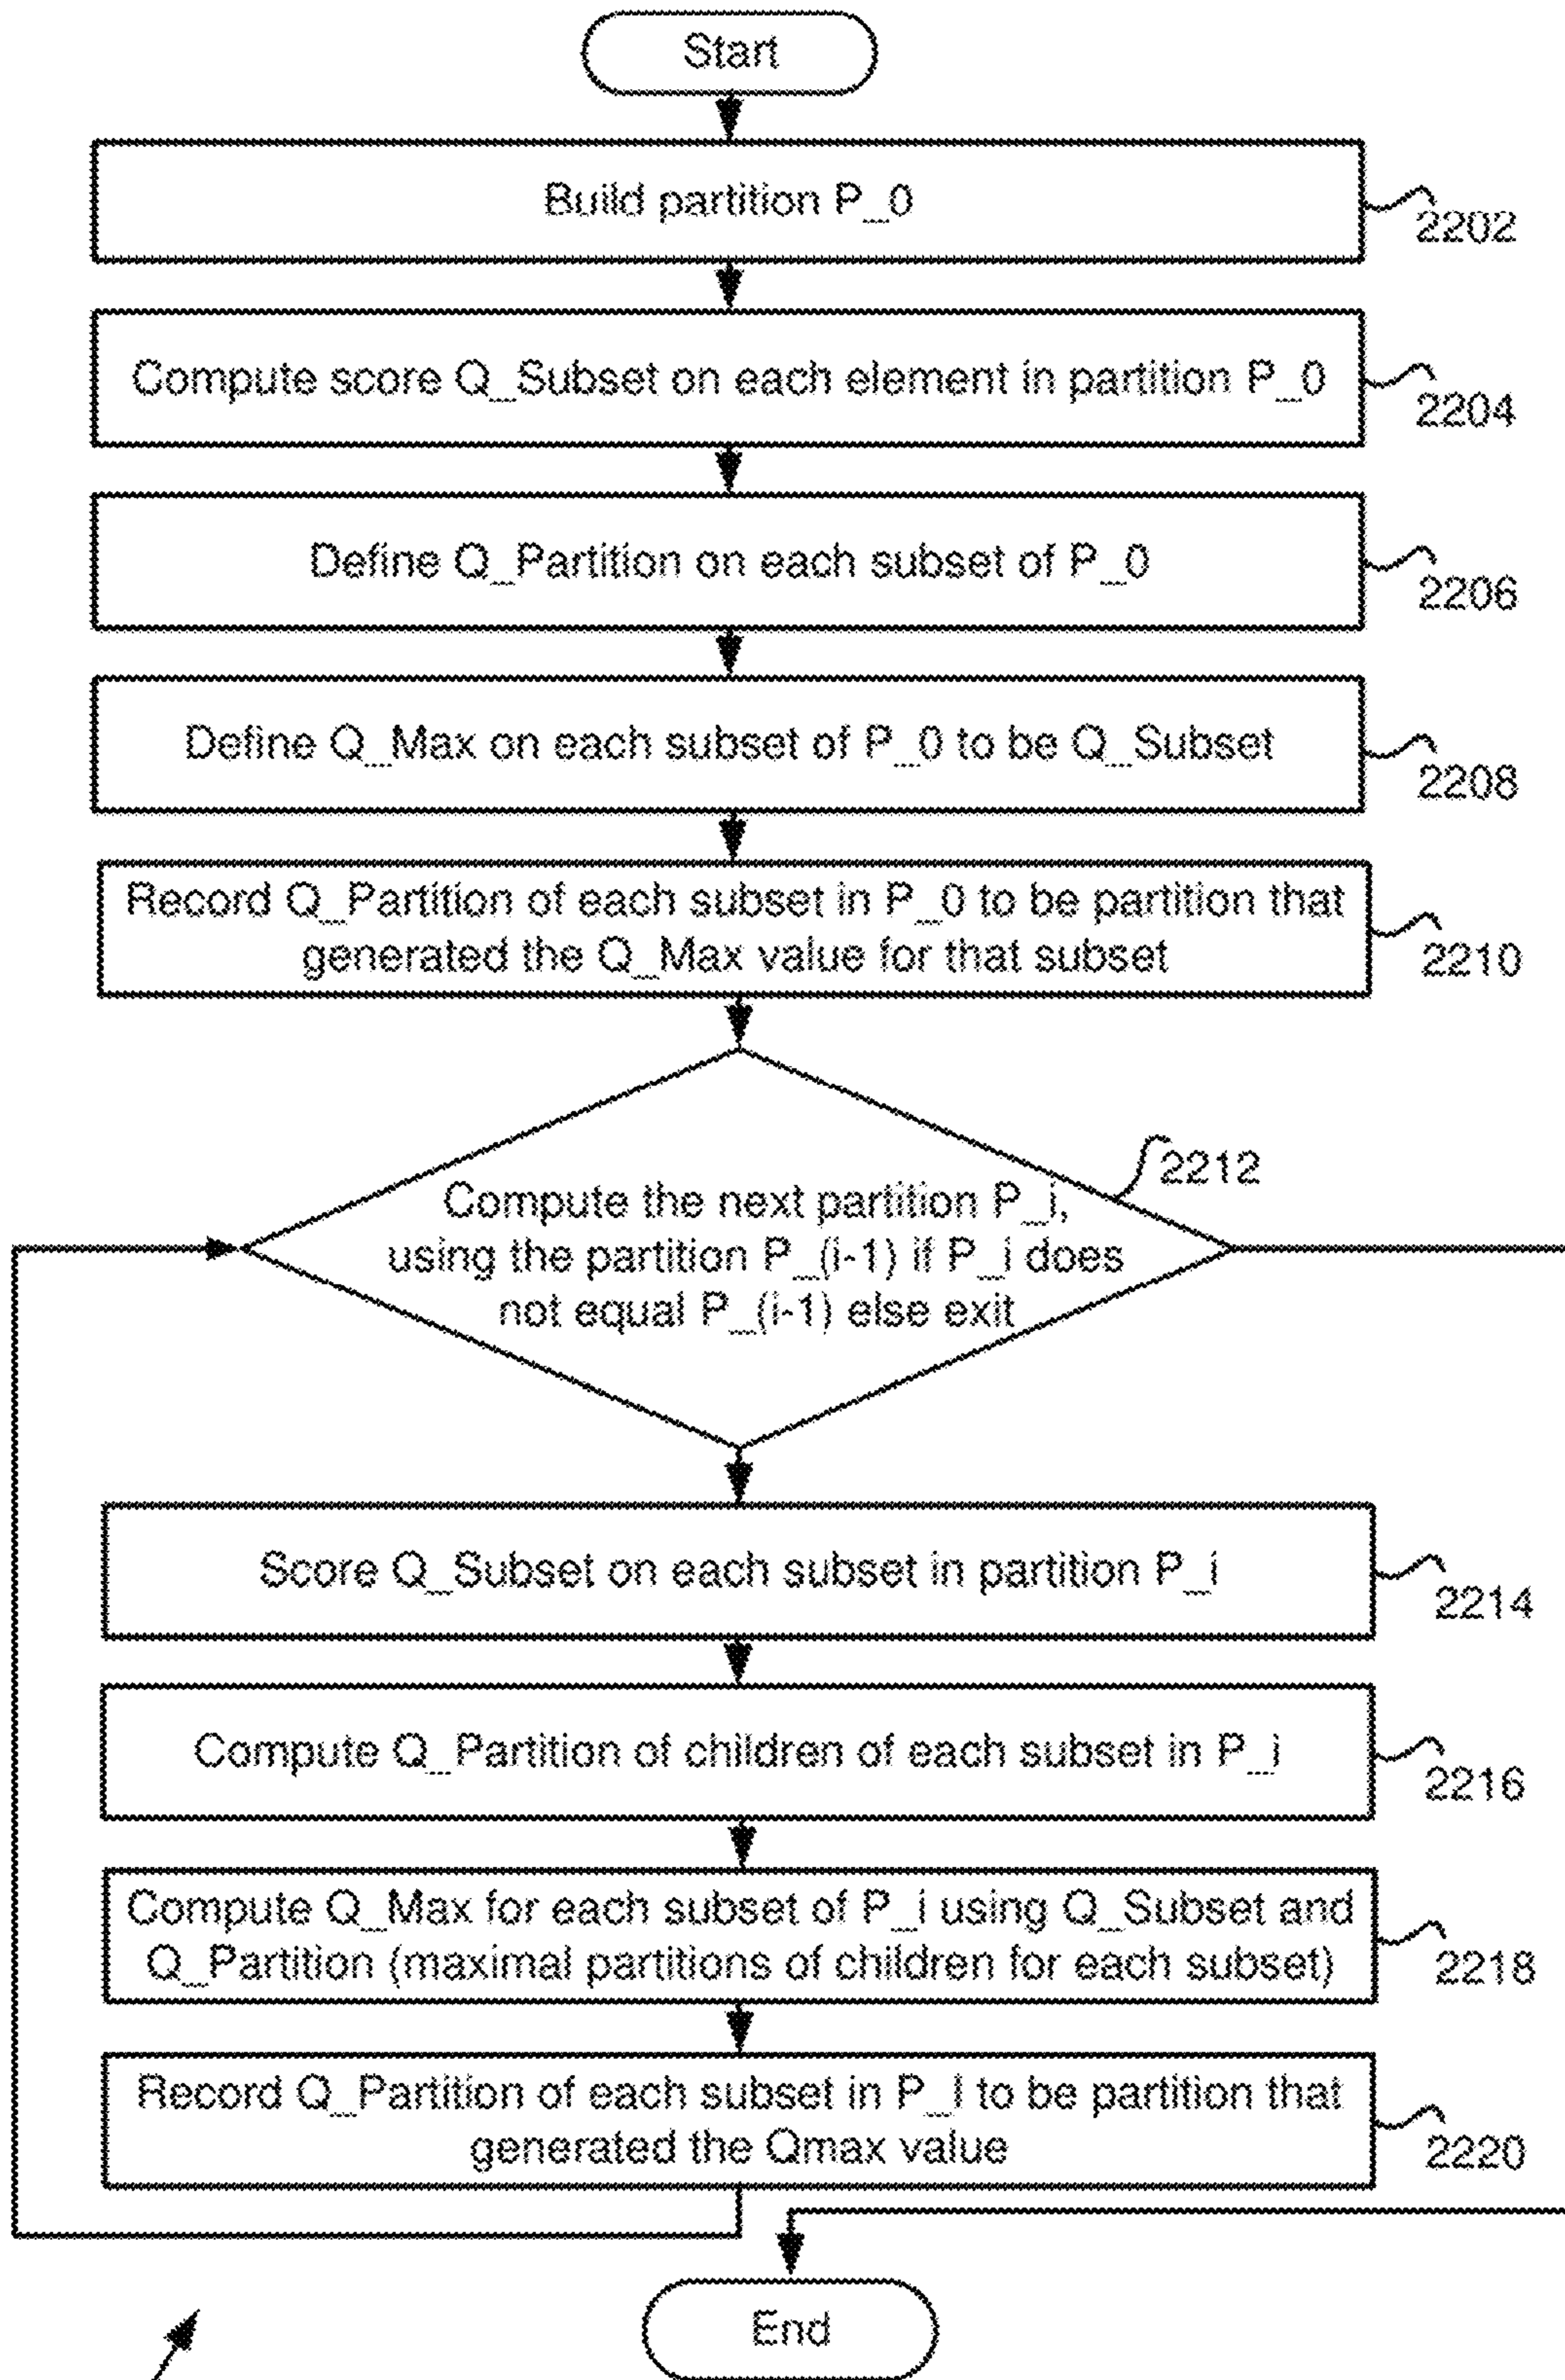 Start
Build partition P_0
2202
Compute score Q_Subset on each element in partition P_0
2204
Define Q_Partition on each subset of P_0
2206
Define Q_Max on each subset of P_0 to be Q_Subset
2208
Record Q_Partition of each subset in P_0 to be partition that
generated the Q_Max value for that subset
2210
2212
Compute the next partition P_i,
using the partition P_(i-1) if P_i does
not equal P_(i-1) else exit
Score Q_Subset on each subset in partition P_i
2214
Compute Q_Partition of children of each subset in P_i
2216
Compute Q_Max for each subset of P_i using Q_Subset and
Q_Partition (maximal partitions of children for each subset)
2218
Record Q_Partition of each subset in P_I to be partition that
generated the Qmax value
2220
End